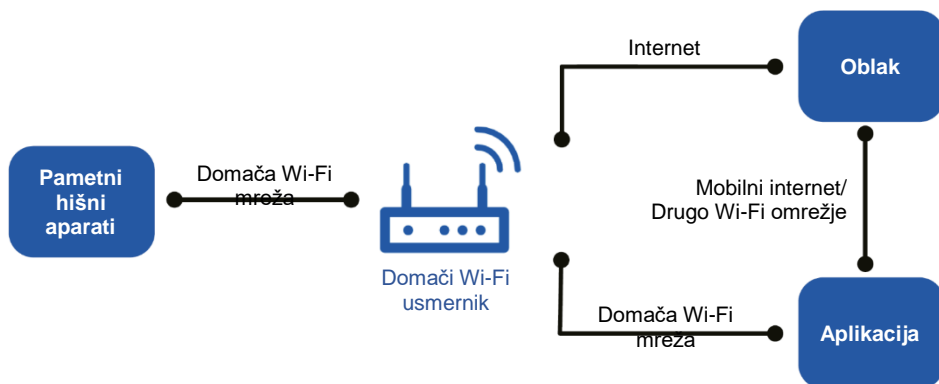 Pametni
hišni
aparati
Domača Wi-Fi
mreža
Domači Wi-Fi
usmernik
Internet
Oblak
Mobilni internet/
Drugo Wi-Fi omrežje
Domača Wi-Fi
mreža
Aplikacija